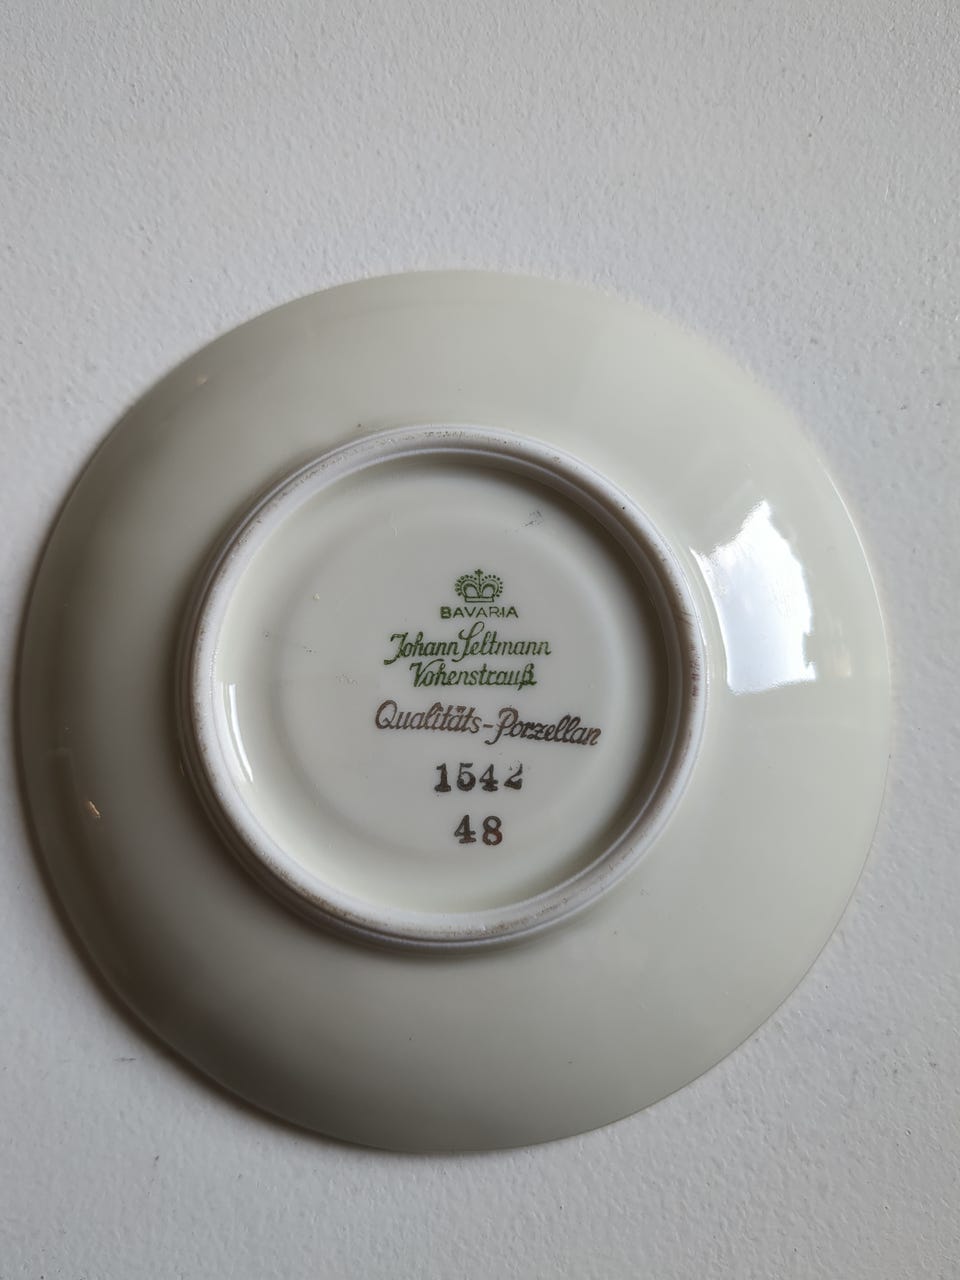 BAVARIA
Johann Seltmann
Vohenstrauß
Qualitäts-Porzellan
1542
48